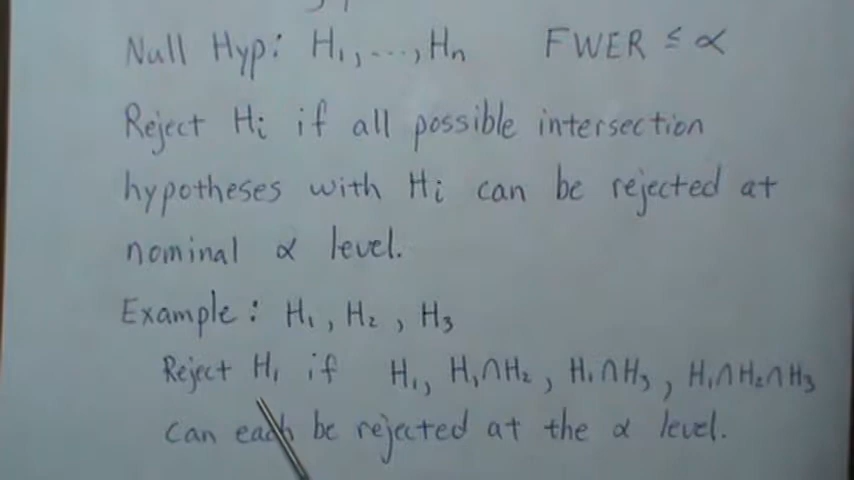 Null Hyp: H₁, ..., Hₙ FWER ≤ α
Reject Hᵢ if all possible intersection
hypotheses with Hᵢ can be rejected at
nominal α level.
Example: H₁, H₂, H₃
Reject H₁ if H₁, H₁∩H₂, H₁∩H₃, H₁∩H₂∩H₃
can each be rejected at the α level.